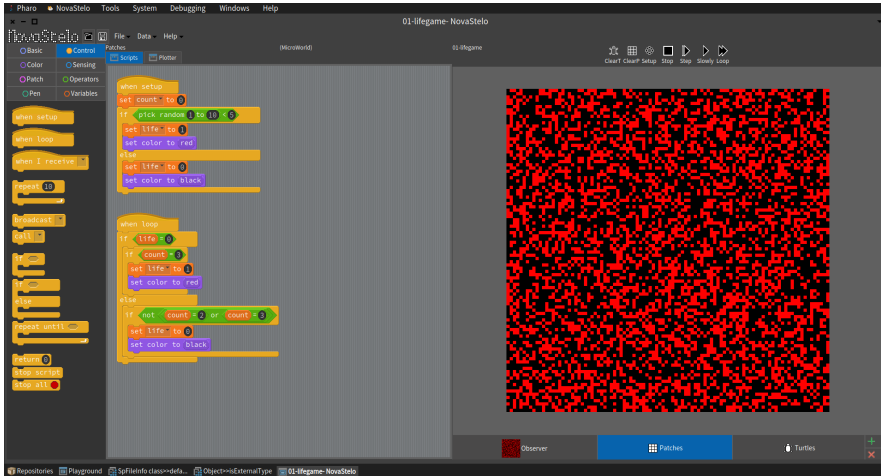 Pharo NovaStelo Tools System Debugging Windows Help
01-lifegame- NovaStelo
NovaStelo File Data Help
Basic Control
Color Sensing
Patch Operators
Pen Variables
Patches (MicroWorld) 01-lifegame
Scripts Plotter
ClearT ClearP Setup Stop Step Slowly Loop
when setup
when loop
when I receive
repeat 10
broadcast
call
if
if
else
repeat until
return 0
stop script
stop all
when setup
set count to 0
if pick random 1 to 10 < 5
set life to 1
set color to red
else
set life to 0
set color to black
when loop
if life = 0
if count = 3
set life to 1
set color to red
else
if not count = 2 or count = 3
set life to 0
set color to black
Observer Patches Turtles
Repositories Playground SpFileInfo class>>defa... Object>>isExternalType 01-lifegame- NovaStelo